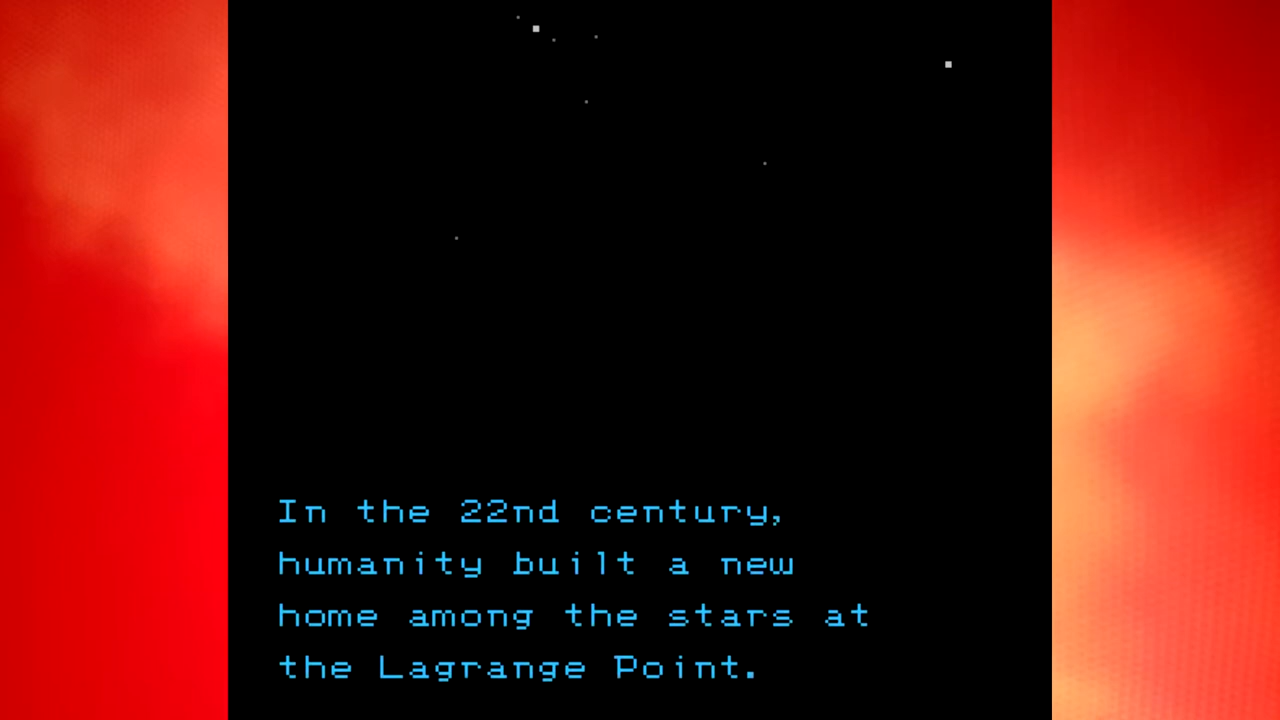 In the 22nd century,
humanity built a new
home among the stars at
the Lagrange Point.